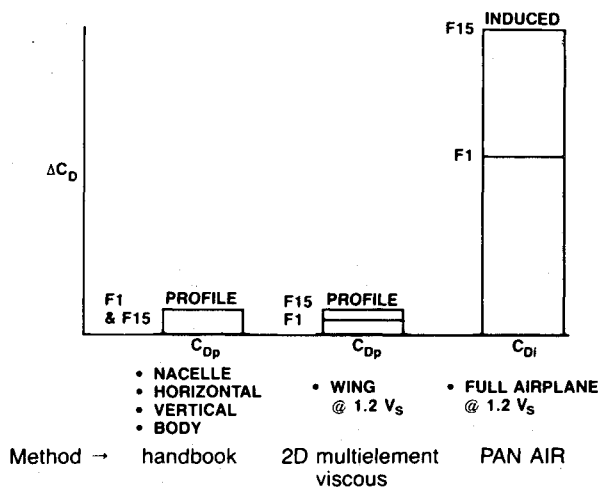 INDUCED
F15
F1
ΔC_D
F1 & F15
PROFILE
F15
F1
PROFILE
C_Dp
C_Dp
C_Di
• NACELLE
• HORIZONTAL
• VERTICAL
• BODY
• WING
@ 1.2 V_S
• FULL AIRPLANE
@ 1.2 V_S
Method → handbook 2D multielement PAN AIR
viscous